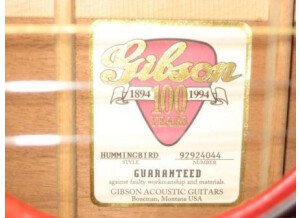 Gibson
1894 100 1994
YEARS
HUMMINGBIRD 92924044
STYLE NUMBER
GUARANTEED
against faulty workmanship and materials.
GIBSON ACOUSTIC GUITARS
Bozeman, Montana USA